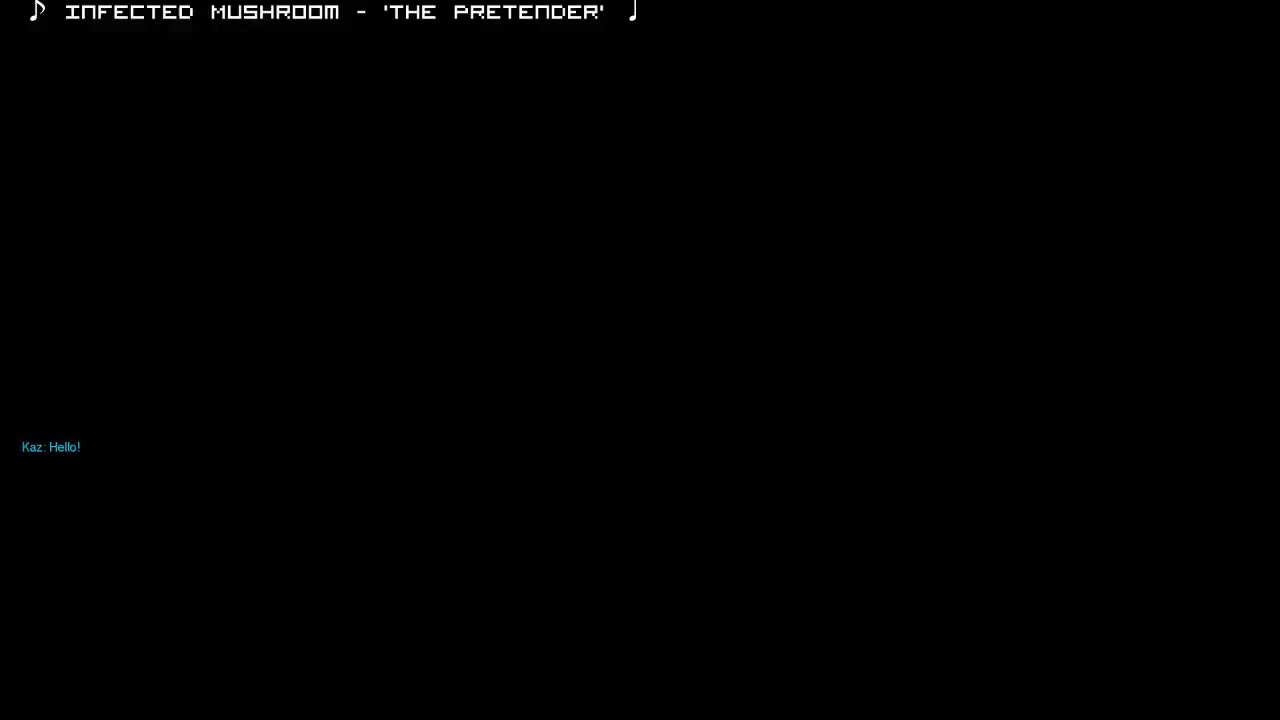 ♪ INFECTED MUSHROOM - 'THE PRETENDER' ♩
Kaz: Hello!